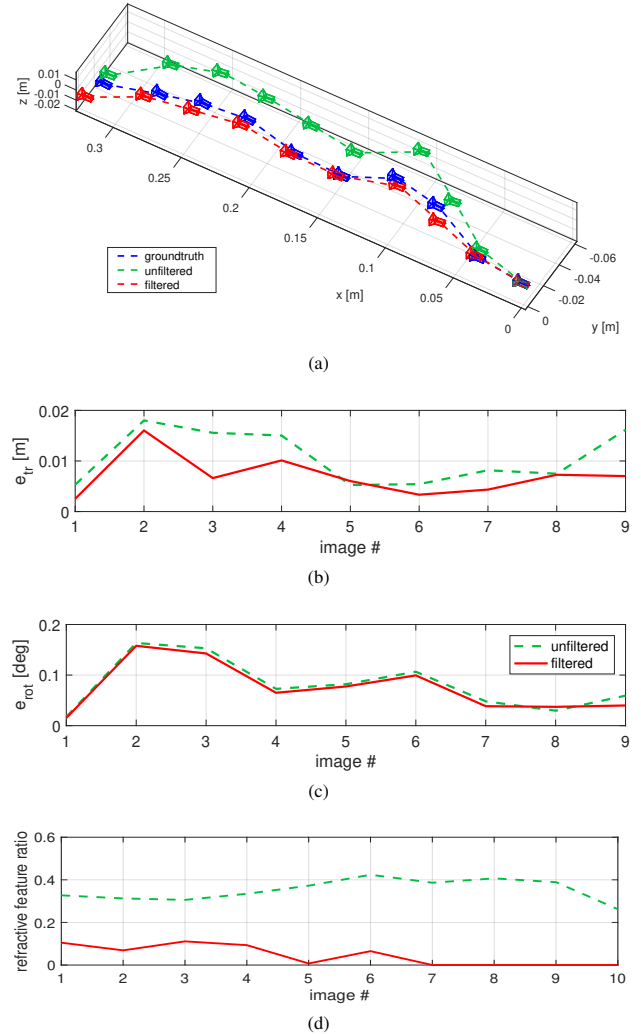 0.01
0
-0.01
-0.02
z [m]
0.3
0.25
0.2
0.15
0.1
0.05
0
x [m]
-0.06
-0.04
-0.02
0
y [m]
groundtruth
unfiltered
filtered
(a)
0.02
0.01
0
e_tr [m]
1 2 3 4 5 6 7 8 9
image #
(b)
0.2
0.1
0
e_rot [deg]
unfiltered
filtered
1 2 3 4 5 6 7 8 9
image #
(c)
0.6
0.4
0.2
0
refractive feature ratio
1 2 3 4 5 6 7 8 9 10
image #
(d)